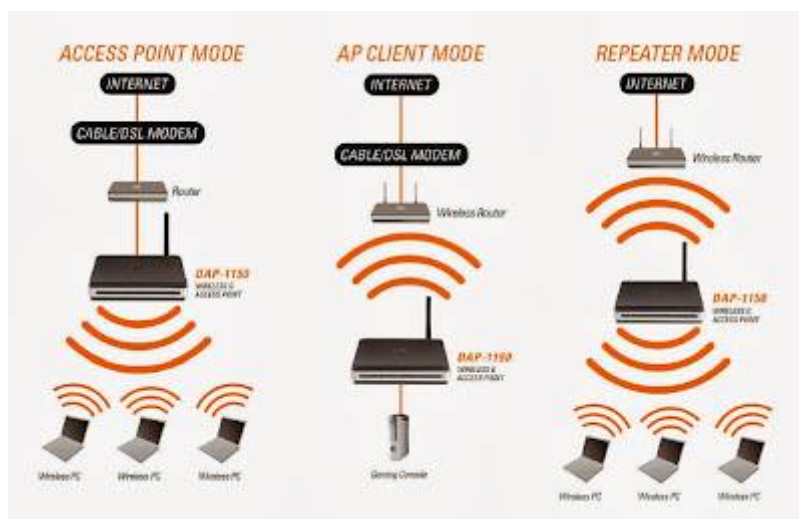 ACCESS POINT MODE
INTERNET
CABLE/DSL MODEM
Router
DAP-1150
WIRELESS G
ACCESS POINT
Wireless PC
Wireless PC
Wireless PC
AP CLIENT MODE
INTERNET
CABLE/DSL MODEM
Wireless Router
DAP-1150
WIRELESS G
ACCESS POINT
Gaming Console
REPEATER MODE
INTERNET
Wireless Router
DAP-1150
WIRELESS G
ACCESS POINT
Wireless PC
Wireless PC
Wireless PC